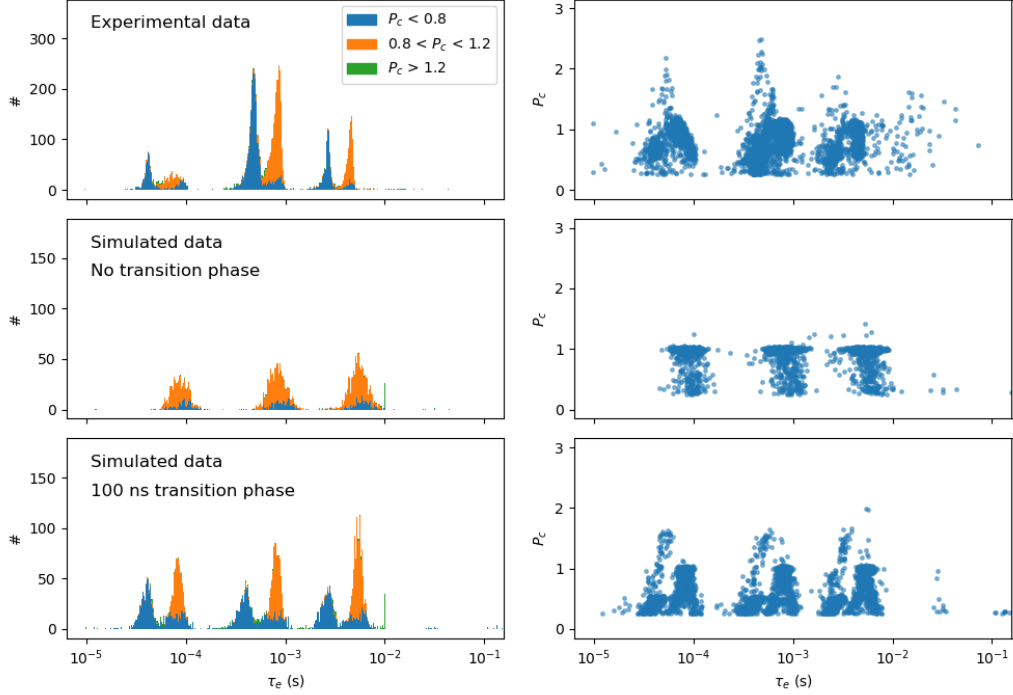 Experimental data
P_c < 0.8
0.8 < P_c < 1.2
P_c > 1.2
300
200
100
0
#
3
2
1
0
P_c
Simulated data
No transition phase
150
100
50
0
#
3
2
1
0
P_c
Simulated data
100 ns transition phase
150
100
50
0
#
10⁻⁵ 10⁻⁴ 10⁻³ 10⁻² 10⁻¹
τ_e (s)
3
2
1
0
P_c
10⁻⁵ 10⁻⁴ 10⁻³ 10⁻² 10⁻¹
τ_e (s)